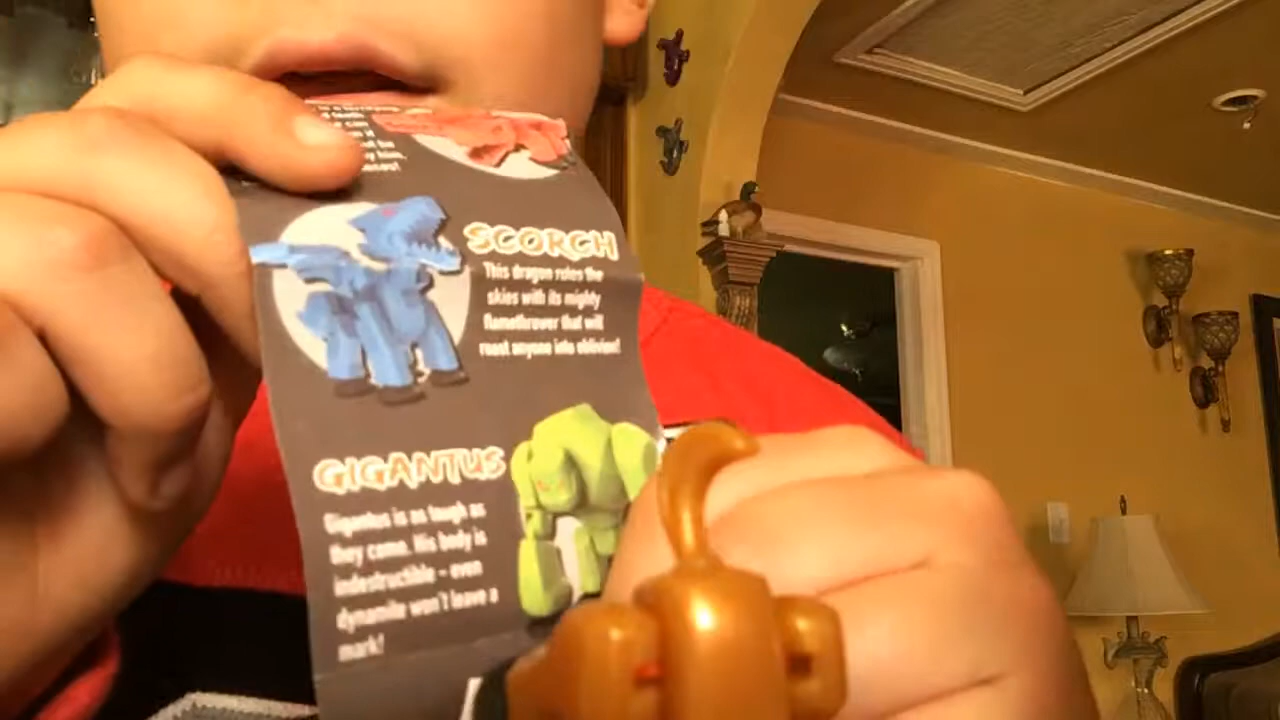 SCORCH
This dragon rules the
skies with its mighty
flamethrower that will
roast anyone into oblivion!
GIGANTUS
Gigantus is as tough as
they come. His body is
indestructible - even
dynamite won't leave a
mark!